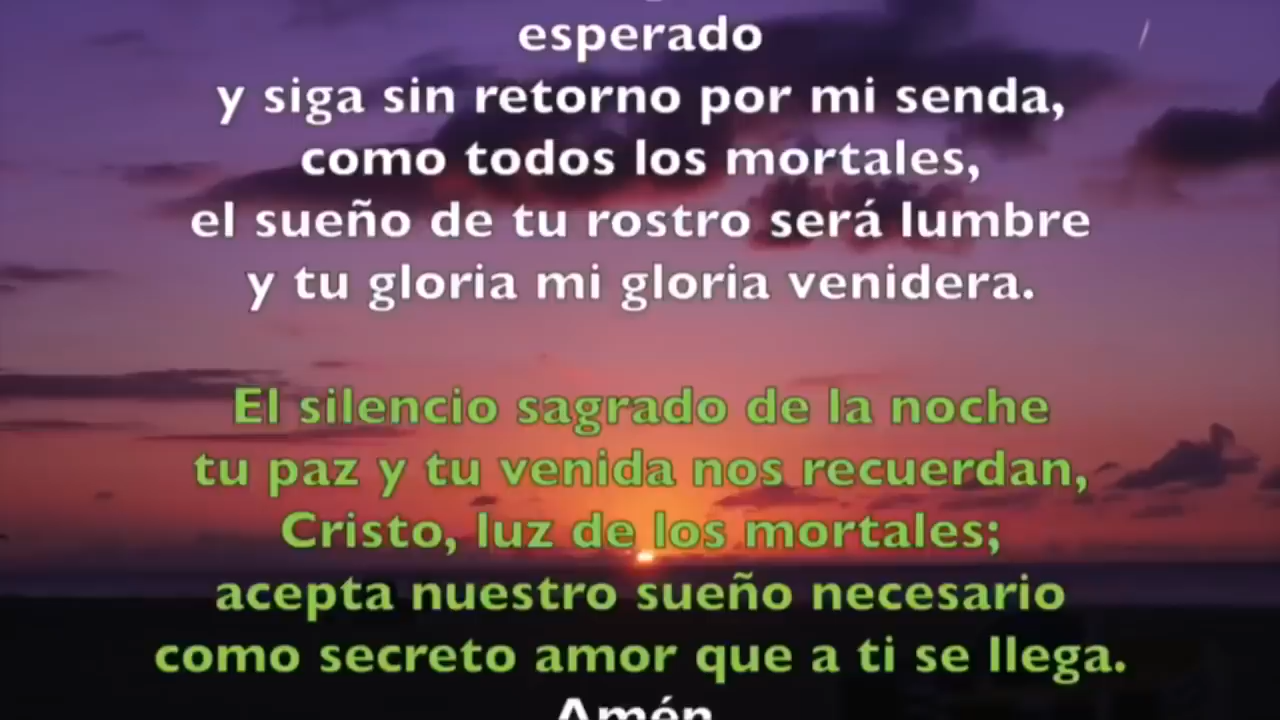 esperado
y siga sin retorno por mi senda,
como todos los mortales,
el sueño de tu rostro será lumbre
y tu gloria mi gloria venidera.
El silencio sagrado de la noche
tu paz y tu venida nos recuerdan,
Cristo, luz de los mortales;
acepta nuestro sueño necesario
como secreto amor que a ti se llega.
Amén